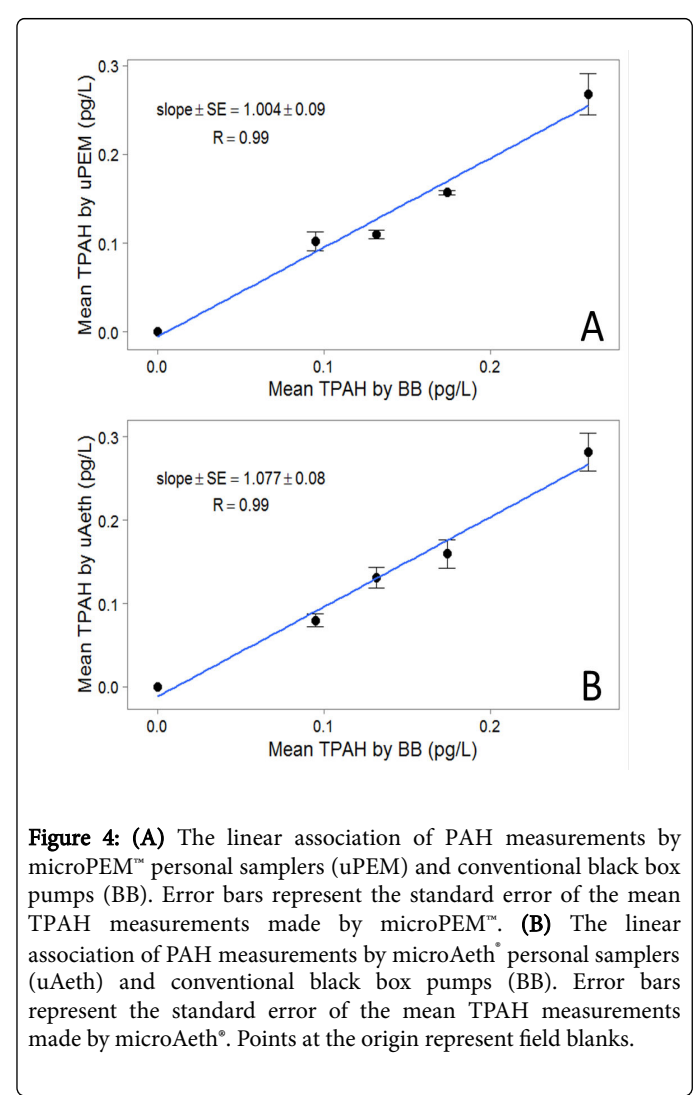 0.3
slope ± SE = 1.004 ± 0.09
R = 0.99
0.2
0.1
0.0
Mean TPAH by uPEM (pg/L)
A
0.0 0.1 0.2
Mean TPAH by BB (pg/L)
0.3
slope ± SE = 1.077 ± 0.08
R = 0.99
0.2
0.1
0.0
Mean TPAH by uAeth (pg/L)
B
0.0 0.1 0.2
Mean TPAH by BB (pg/L)
Figure 4: (A) The linear association of PAH measurements by
microPEM™ personal samplers (uPEM) and conventional black box
pumps (BB). Error bars represent the standard error of the mean
TPAH measurements made by microPEM™. (B) The linear
association of PAH measurements by microAeth® personal samplers
(uAeth) and conventional black box pumps (BB). Error bars
represent the standard error of the mean TPAH measurements
made by microAeth®. Points at the origin represent field blanks.